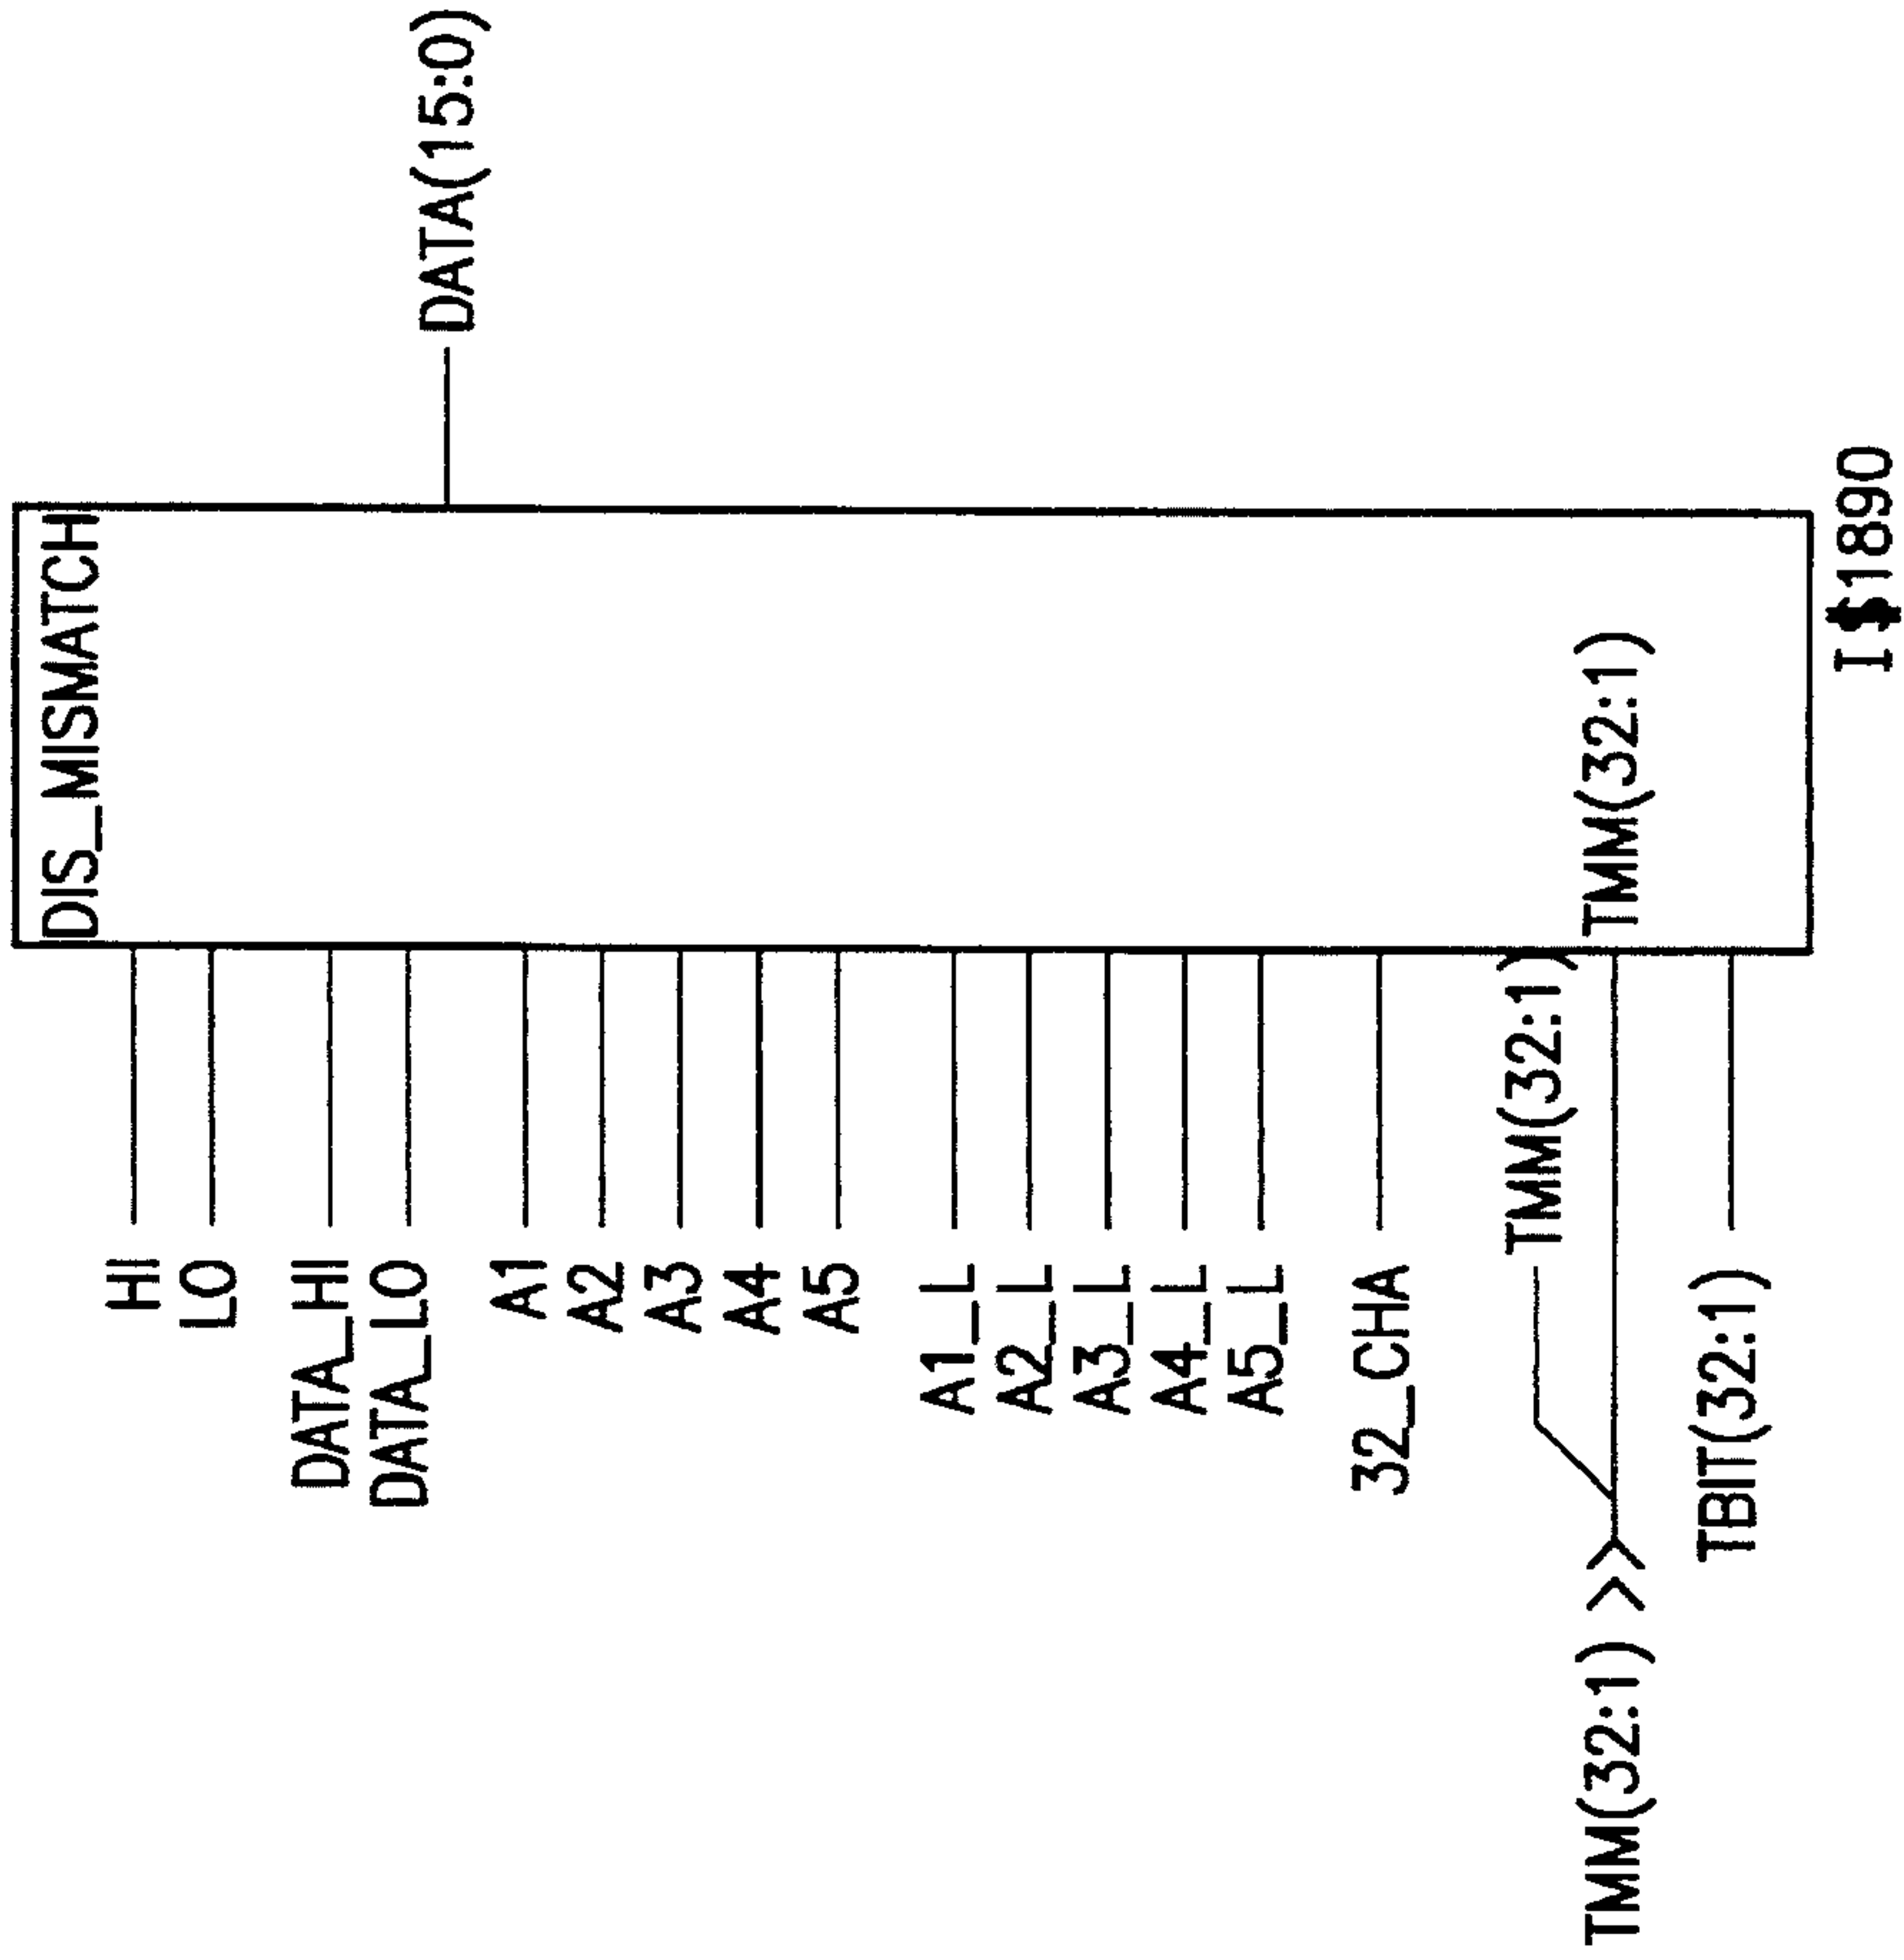 DIS_MISMATCH
HI
LO
DATA_HI
DATA_LO
DATA(15:0)
A1
A2
A3
A4
A5
A1_L
A2_L
A3_L
A4_L
A5_L
32_CHA
TMM(32:1)
TMM(32:1) >>
TMM(32:1)
TBIT(32:1)
I$1890